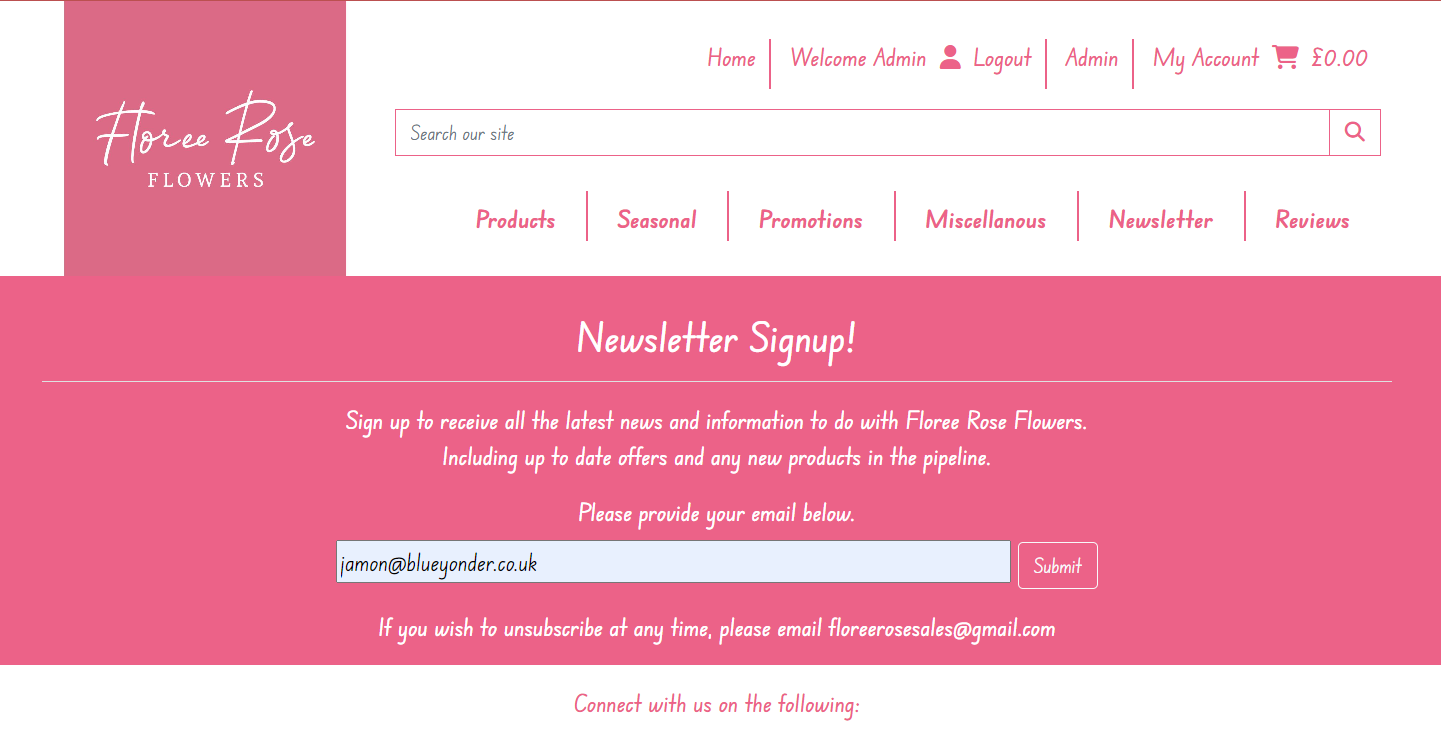 Floree Rose
FLOWERS
Home Welcome Admin Logout Admin My Account £0.00
Search our site
Products Seasonal Promotions Miscellanous Newsletter Reviews
Newsletter Signup!
Sign up to receive all the latest news and information to do with Floree Rose Flowers.
Including up to date offers and any new products in the pipeline.
Please provide your email below.
jamon@blueyonder.co.uk Submit
If you wish to unsubscribe at any time, please email floreerosesales@gmail.com
Connect with us on the following: